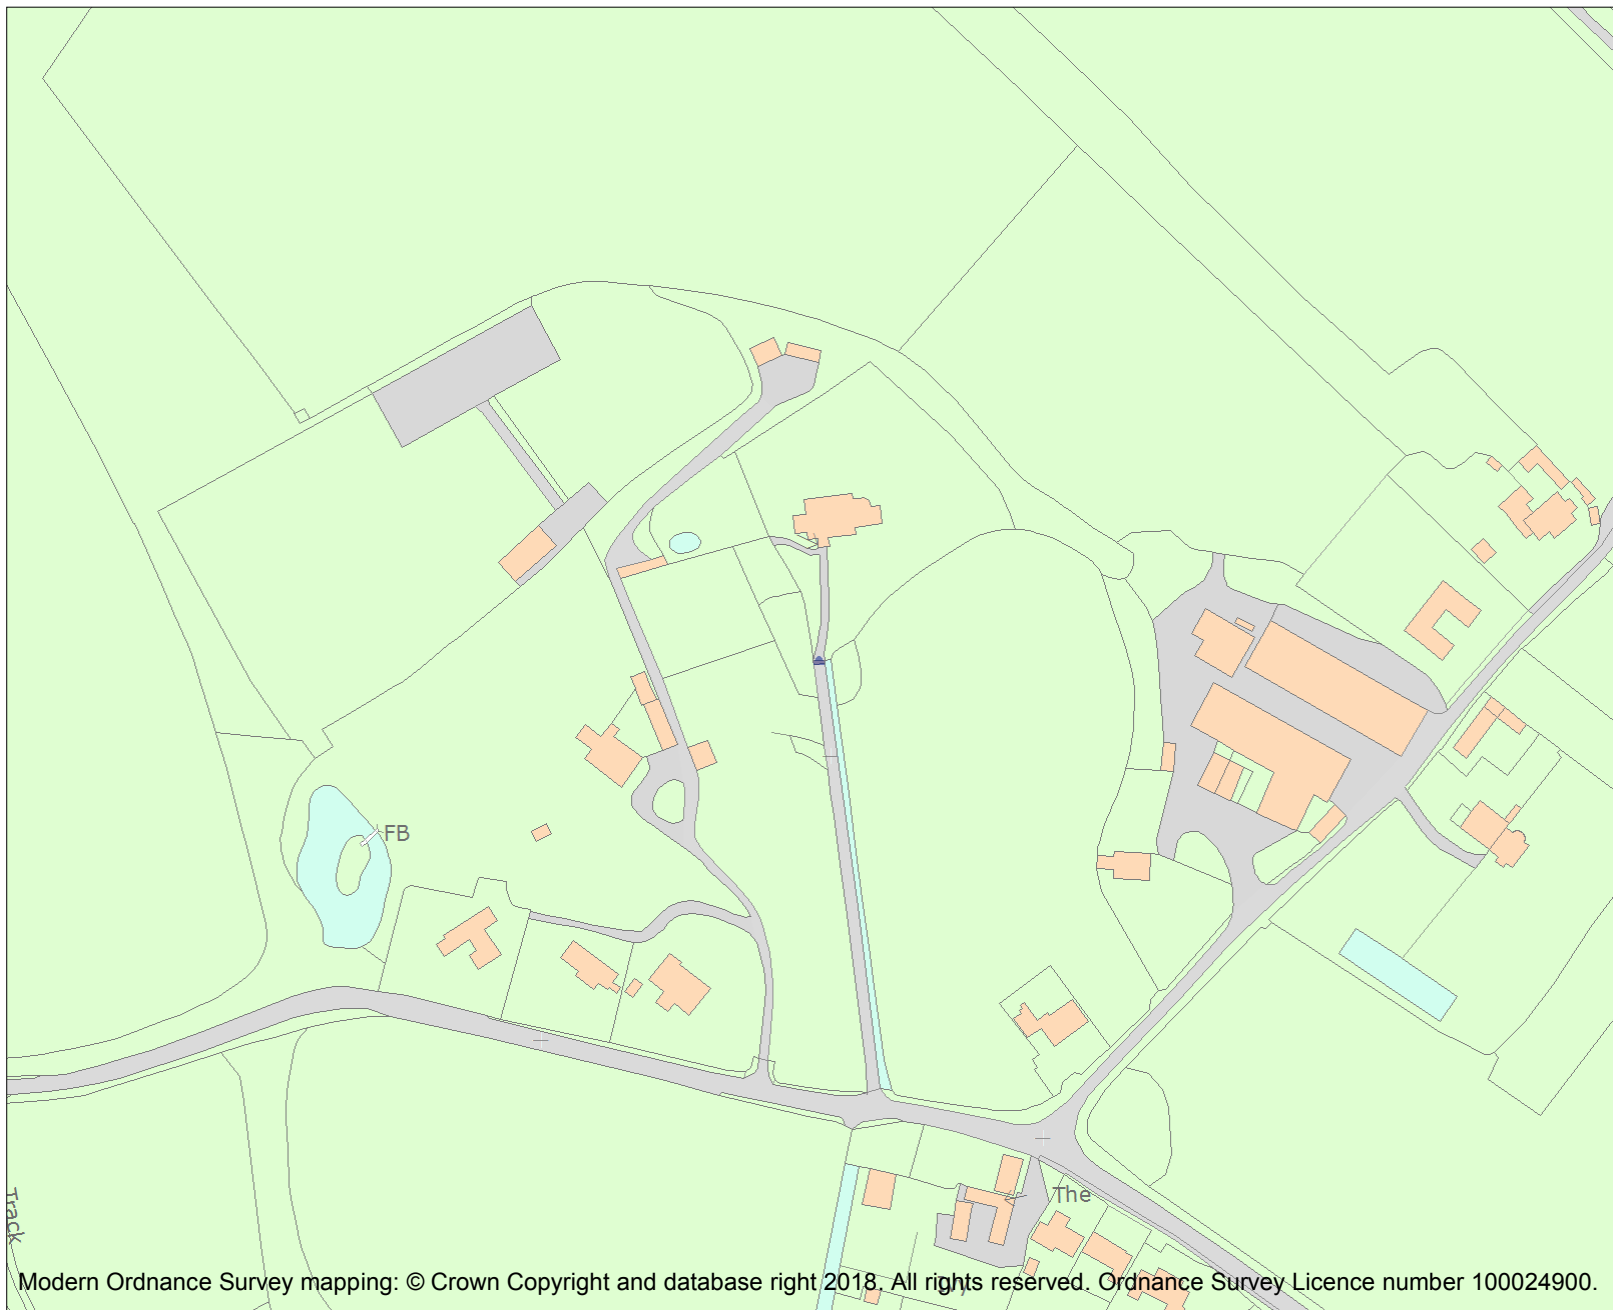 FB
The
Track
Modern Ordnance Survey mapping: © Crown Copyright and database right 2018. All rights reserved. Ordnance Survey Licence number 100024900.